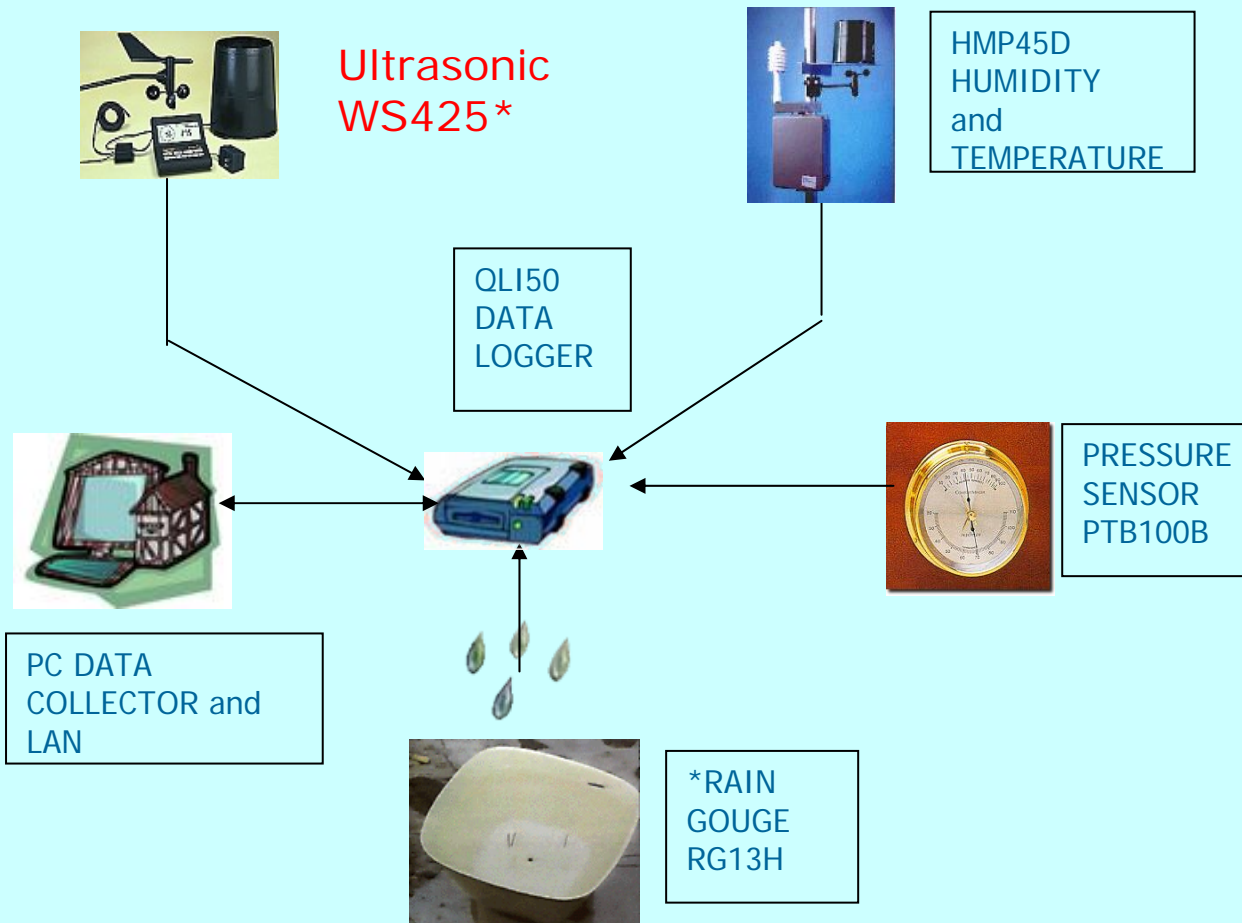 Ultrasonic
WS425*
HMP45D
HUMIDITY
and
TEMPERATURE
QLI50
DATA
LOGGER
PRESSURE
SENSOR
PTB100B
PC DATA
COLLECTOR and
LAN
*RAIN
GOUGE
RG13H